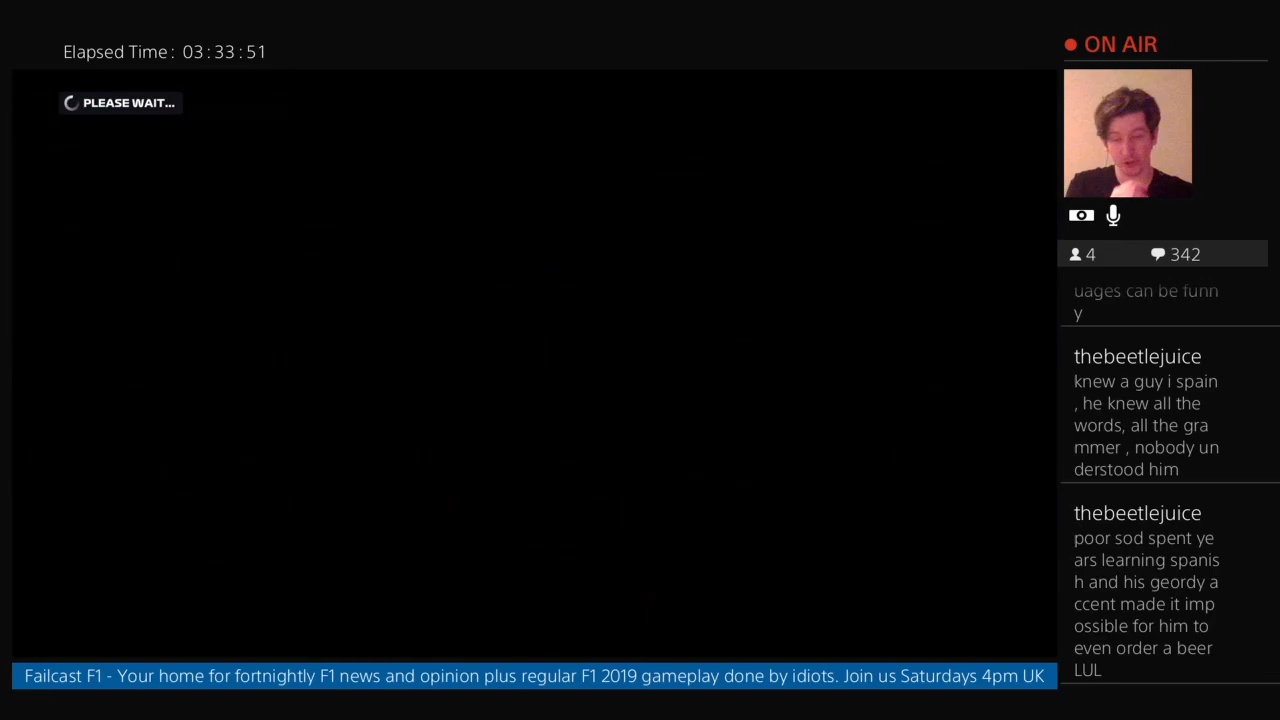 Elapsed Time: 03:33:51
ON AIR
PLEASE WAIT...
4 342
uages can be funn
y
thebeetlejuice
knew a guy i spain
, he knew all the
words, all the gra
mmer , nobody un
derstood him
thebeetlejuice
poor sod spent ye
ars learning spanis
h and his geordy a
ccent made it imp
ossible for him to
even order a beer
LUL
Failcast F1 - Your home for fortnightly F1 news and opinion plus regular F1 2019 gameplay done by idiots. Join us Saturdays 4pm UK